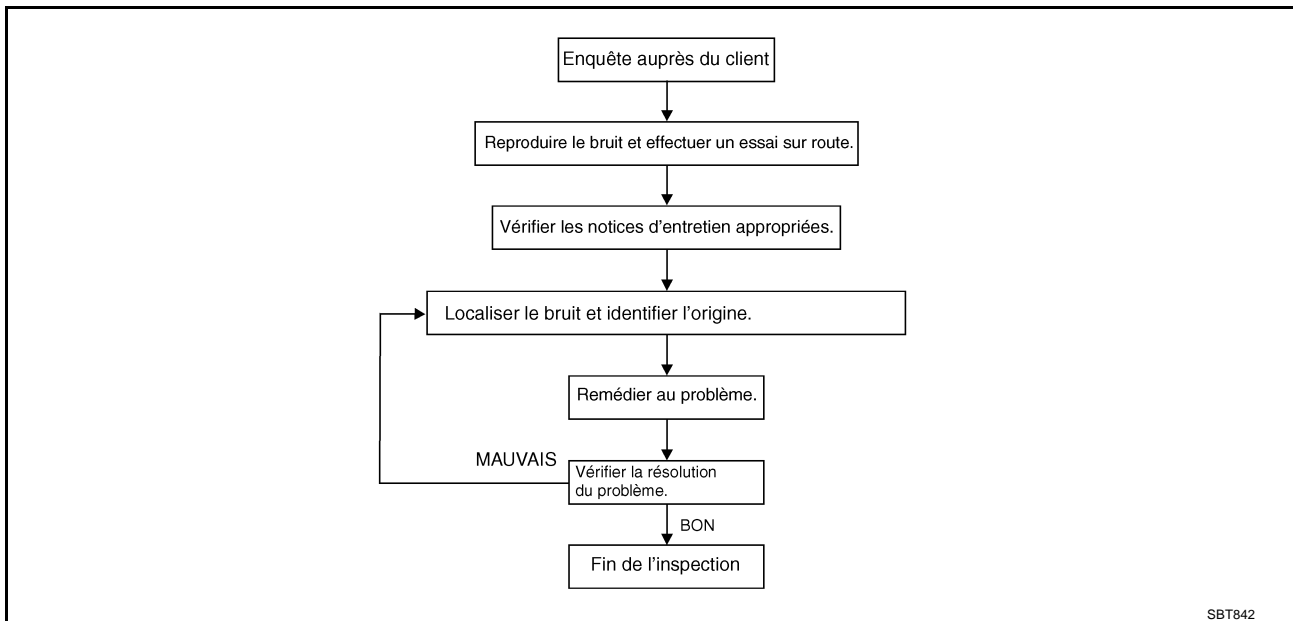 Enquête auprès du client
Reproduire le bruit et effectuer un essai sur route.
Vérifier les notices d'entretien appropriées.
Localiser le bruit et identifier l'origine.
Remédier au problème.
MAUVAIS
Vérifier la résolution
du problème.
BON
Fin de l'inspection
SBT842